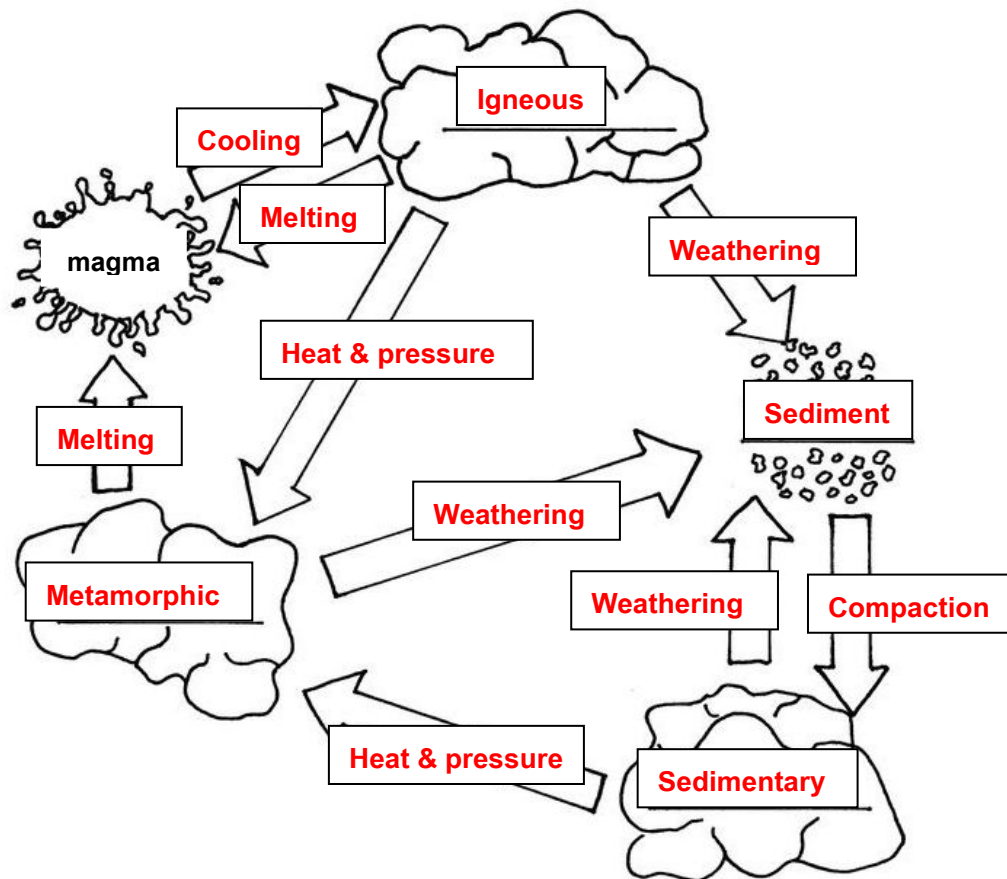 Igneous
Cooling
Melting
magma
Weathering
Heat & pressure
Sediment
Melting
Weathering
Metamorphic
Weathering
Compaction
Heat & pressure
Sedimentary